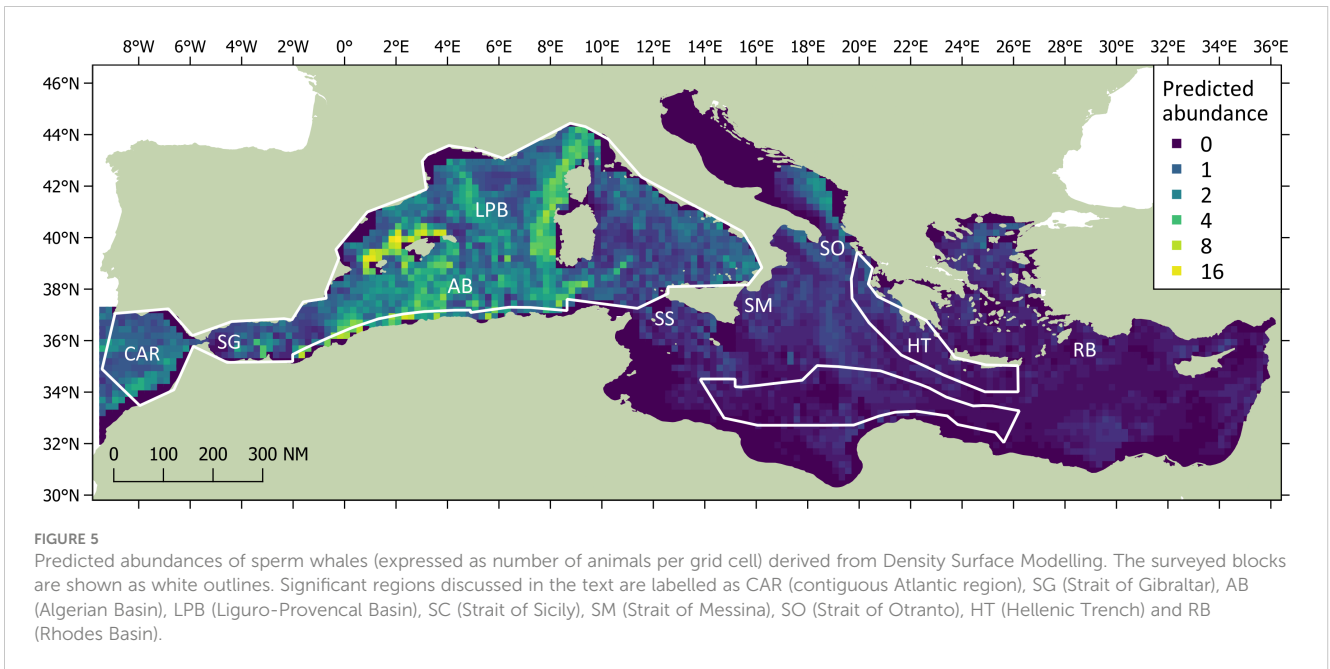 8°W 6°W 4°W 2°W 0° 2°E 4°E 6°E 8°E 10°E 12°E 14°E 16°E 18°E 20°E 22°E 24°E 26°E 28°E 30°E 32°E 34°E 36°E
46°N
44°N
42°N
40°N
38°N
36°N
34°N
32°N
30°N
Predicted
abundance
0
1
2
4
8
16
LPB
SO
AB
SM
SS
CAR
SG
HT
RB
0 100 200 300 NM
FIGURE 5
Predicted abundances of sperm whales (expressed as number of animals per grid cell) derived from Density Surface Modelling. The surveyed blocks
are shown as white outlines. Significant regions discussed in the text are labelled as CAR (contiguous Atlantic region), SG (Strait of Gibraltar), AB
(Algerian Basin), LPB (Liguro-Provencal Basin), SC (Strait of Sicily), SM (Strait of Messina), SO (Strait of Otranto), HT (Hellenic Trench) and RB
(Rhodes Basin).